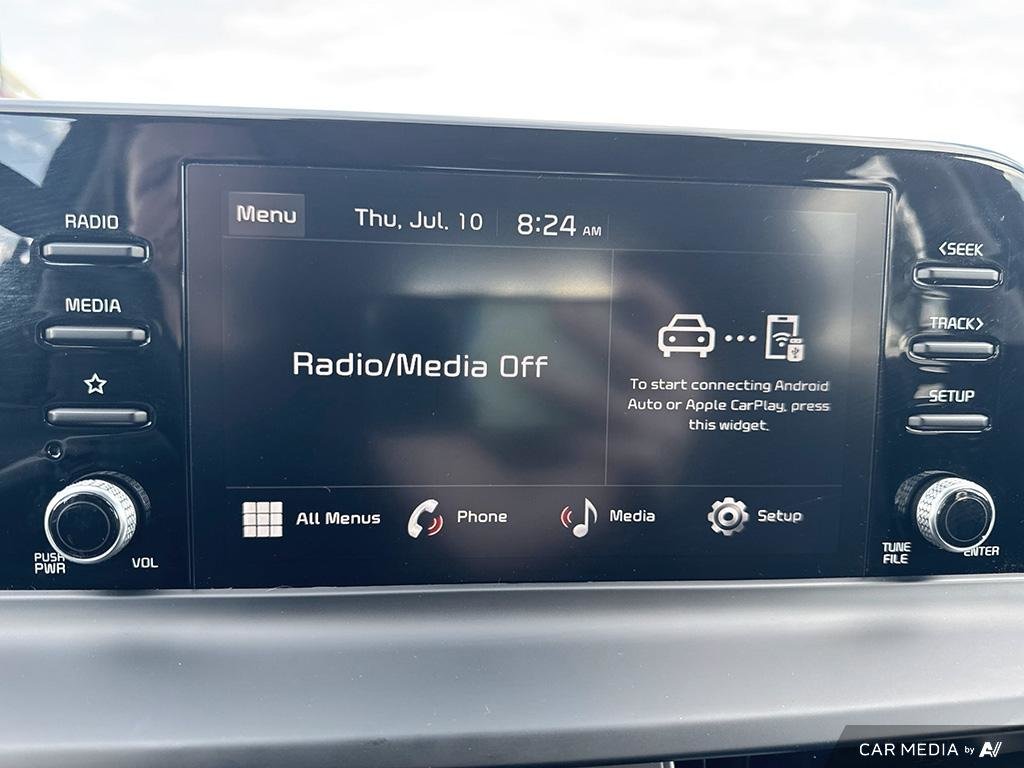 RADIO
MEDIA
PUSH
PWR
VOL
Menu
Thu, Jul. 10
8:24 AM
Radio/Media Off
To start connecting Android
Auto or Apple CarPlay, press
this widget.
All Menus
Phone
Media
Setup
<SEEK
TRACK>
SETUP
TUNE
FILE
ENTER
CAR MEDIA by AV